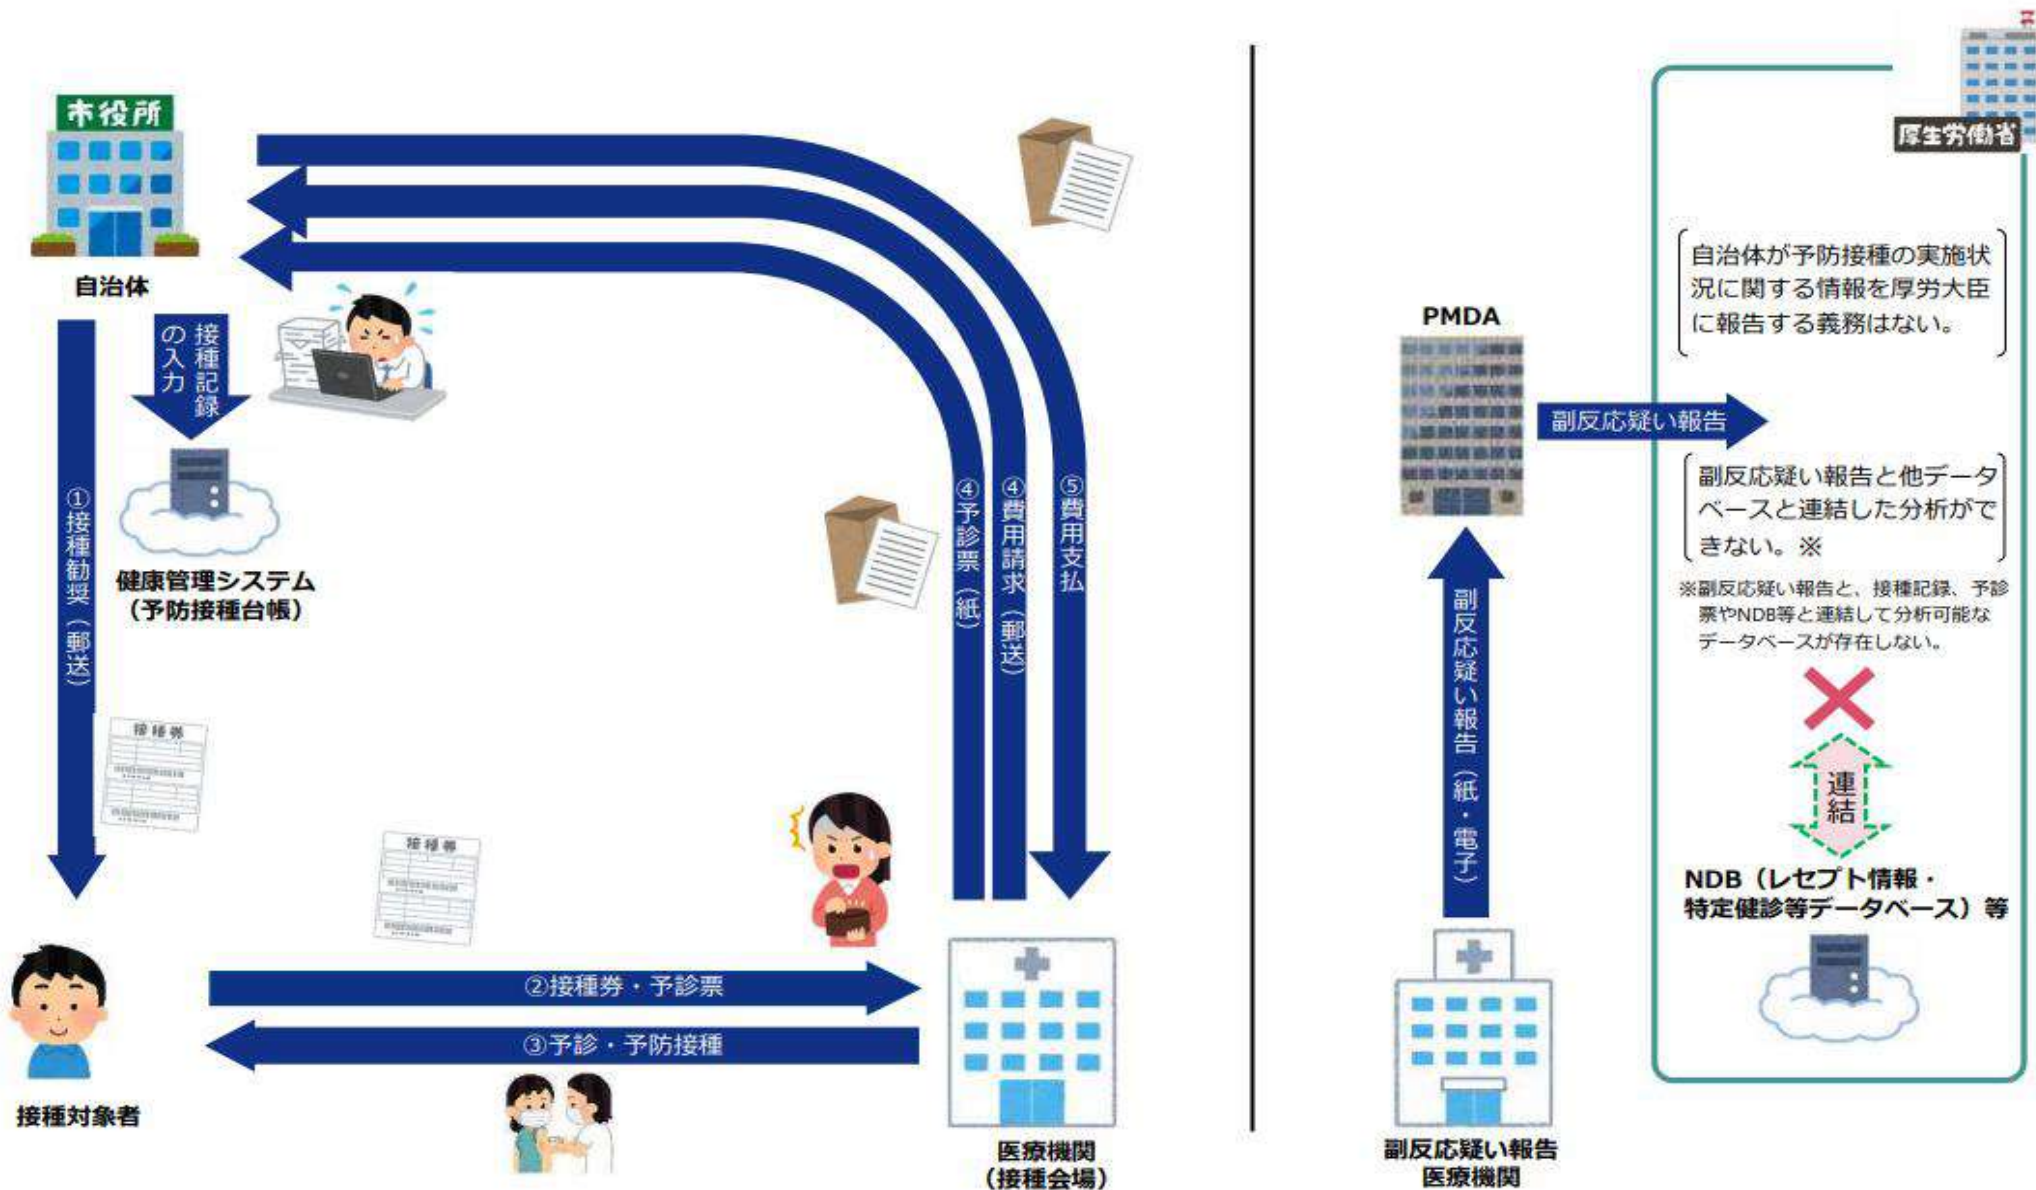 市役所
自治体
接種記録
の入力
健康管理システム
（予防接種台帳）
①接種勧奨（郵送）
接種券
接種券
②接種券・予診票
③予診・予防接種
接種対象者
④予診票（紙）
④費用請求（郵送）
⑤費用支払
医療機関
（接種会場）
PMDA
副反応疑い報告
副反応疑い報告（紙・電子）
副反応疑い報告
医療機関
厚生労働省
自治体が予防接種の実施状
況に関する情報を厚労大臣
に報告する義務はない。
副反応疑い報告と他データ
ベースと連結した分析がで
きない。※
※副反応疑い報告と、接種記録、予診
票やNDB等と連結して分析可能な
データベースが存在しない。
連結
NDB（レセプト情報・
特定健診等データベース）等